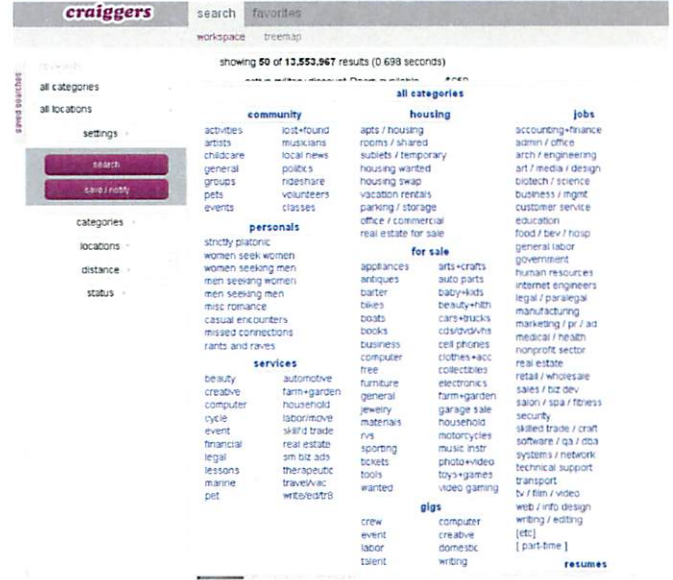 craiggers
search favorites
workspace treemap
showing 50 of 13,553,967 results (0.698 seconds)
saved searches
all categories
all locations
settings
search
save / notify
categories
locations
distance
status
all categories
community
activities lost+found
artists musicians
childcare local news
general politics
groups rideshare
pets volunteers
events classes
personals
strictly platonic
women seek women
women seeking men
men seeking women
men seeking men
misc romance
casual encounters
missed connections
rants and raves
services
beauty automotive
creative farm+garden
computer household
cycle labor/move
event skill'd trade
financial real estate
legal sm biz ads
lessons therapeutic
marine travel/vac
pet write/ed/tr8
housing
apts / housing
rooms / shared
sublets / temporary
housing wanted
housing swap
vacation rentals
parking / storage
office / commercial
real estate for sale
for sale
appliances arts+crafts
antiques auto parts
barter baby+kids
bikes beauty+hlth
boats cars+trucks
books cds/dvd/vhs
business cell phones
computer clothes+acc
free collectibles
furniture electronics
general farm+garden
jewelry garage sale
materials household
rvs motorcycles
sporting music instr
tickets photo+video
tools toys+games
wanted video gaming
gigs
crew computer
event creative
labor domestic
talent writing
jobs
accounting+finance
admin / office
arch / engineering
art / media / design
biotech / science
business / mgmt
customer service
education
food / bev / hosp
general labor
government
human resources
internet engineers
legal / paralegal
manufacturing
marketing / pr / ad
medical / health
nonprofit sector
real estate
retail / wholesale
sales / biz dev
salon / spa / fitness
security
skilled trade / craft
software / qa / dba
systems / network
technical support
transport
tv / film / video
web / info design
writing / editing
[etc]
[ part-time ]
resumes